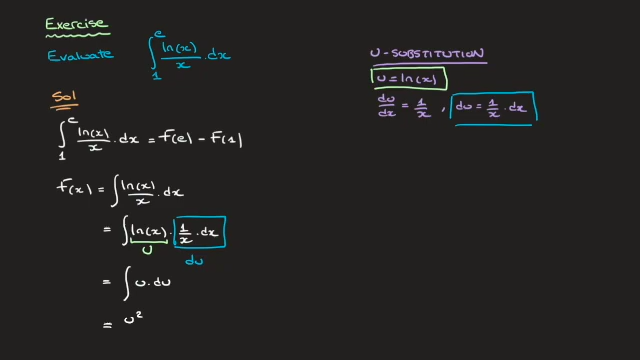 Exercise
Evaluate ∫₁ᵉ ln(x)/x · dx
Sol
∫₁ᵉ ln(x)/x · dx = F(e) − F(1)
F(x) = ∫ ln(x)/x · dx
= ∫ ln(x) · 1/x · dx
u du
= ∫ u · du
= u²
U-SUBSTITUTION
u = ln(x)
du/dx = 1/x , du = 1/x · dx